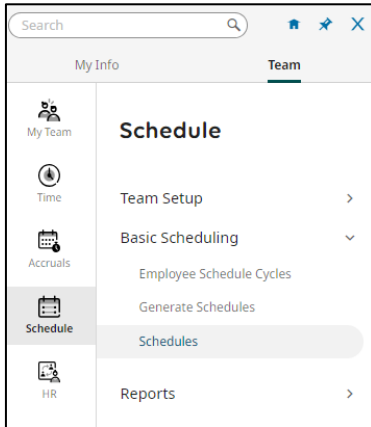 Search
My Info
Team
My Team
Time
Accruals
Schedule
HR
Schedule
Team Setup
Basic Scheduling
Employee Schedule Cycles
Generate Schedules
Schedules
Reports